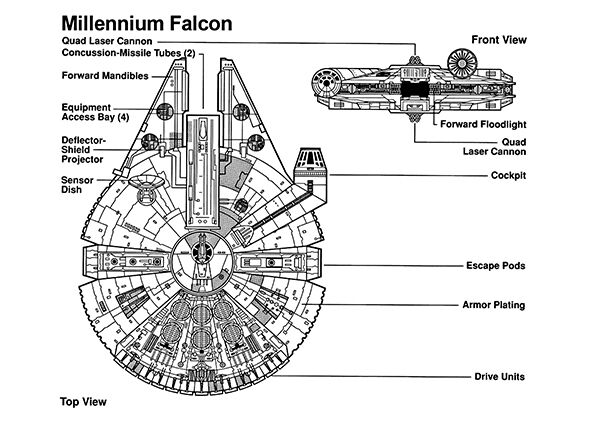 Millennium Falcon
Quad Laser Cannon
Concussion-Missile Tubes (2)
Forward Mandibles
Equipment
Access Bay (4)
Deflector-
Shield
Projector
Sensor
Dish
Top View
Front View
Forward Floodlight
Quad
Laser Cannon
Cockpit
Escape Pods
Armor Plating
Drive Units